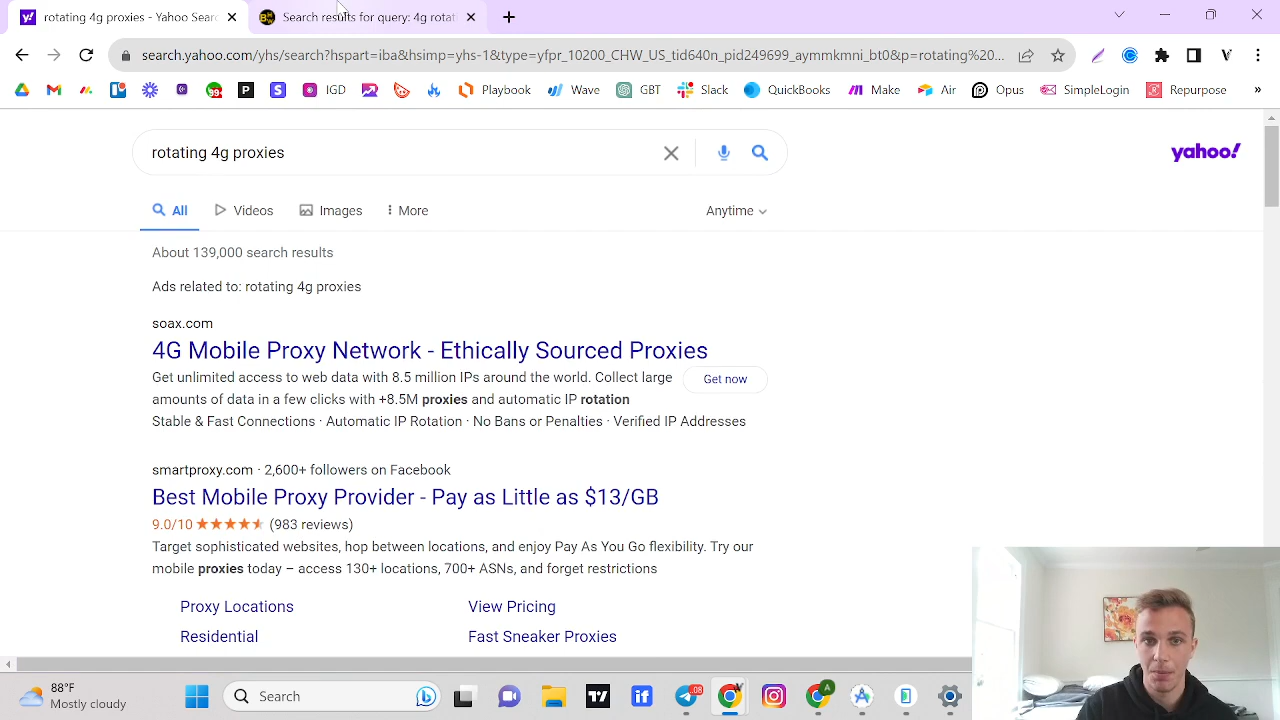 rotating 4g proxies - Yahoo
Search results for query: 4g rotat
yahoo.com/yhs/search?hspart=iba&hsimp=yhs-1&type=yfpr_10200_CHW_US_tid640n_pid249699_aymmkmni_bt0&p=rotating%20...
IGD Playbook Wave GBT Slack QuickBooks Make Air Opus SimpleLogin Repurpose »
rotating 4g proxies
yahoo!
All Videos Images More Anytime
About 139,000 search results
Ads related to: rotating 4g proxies
soax.com
4G Mobile Proxy Network - Ethically Sourced Proxies
Get unlimited access to web data with 8.5 million IPs around the world. Collect large
amounts of data in a few clicks with +8.5M proxies and automatic IP rotation
Get now
Stable & Fast Connections · Automatic IP Rotation · No Bans or Penalties · Verified IP Addresses
smartproxy.com · 2,600+ followers on Facebook
Best Mobile Proxy Provider - Pay as Little as $13/GB
9.0/10 (983 reviews)
Target sophisticated websites, hop between locations, and enjoy Pay As You Go flexibility. Try our
mobile proxies today – access 130+ locations, 700+ ASNs, and forget restrictions
Proxy Locations View Pricing
Residential Fast Sneaker Proxies
88°F
Mostly cloudy
Search
.08